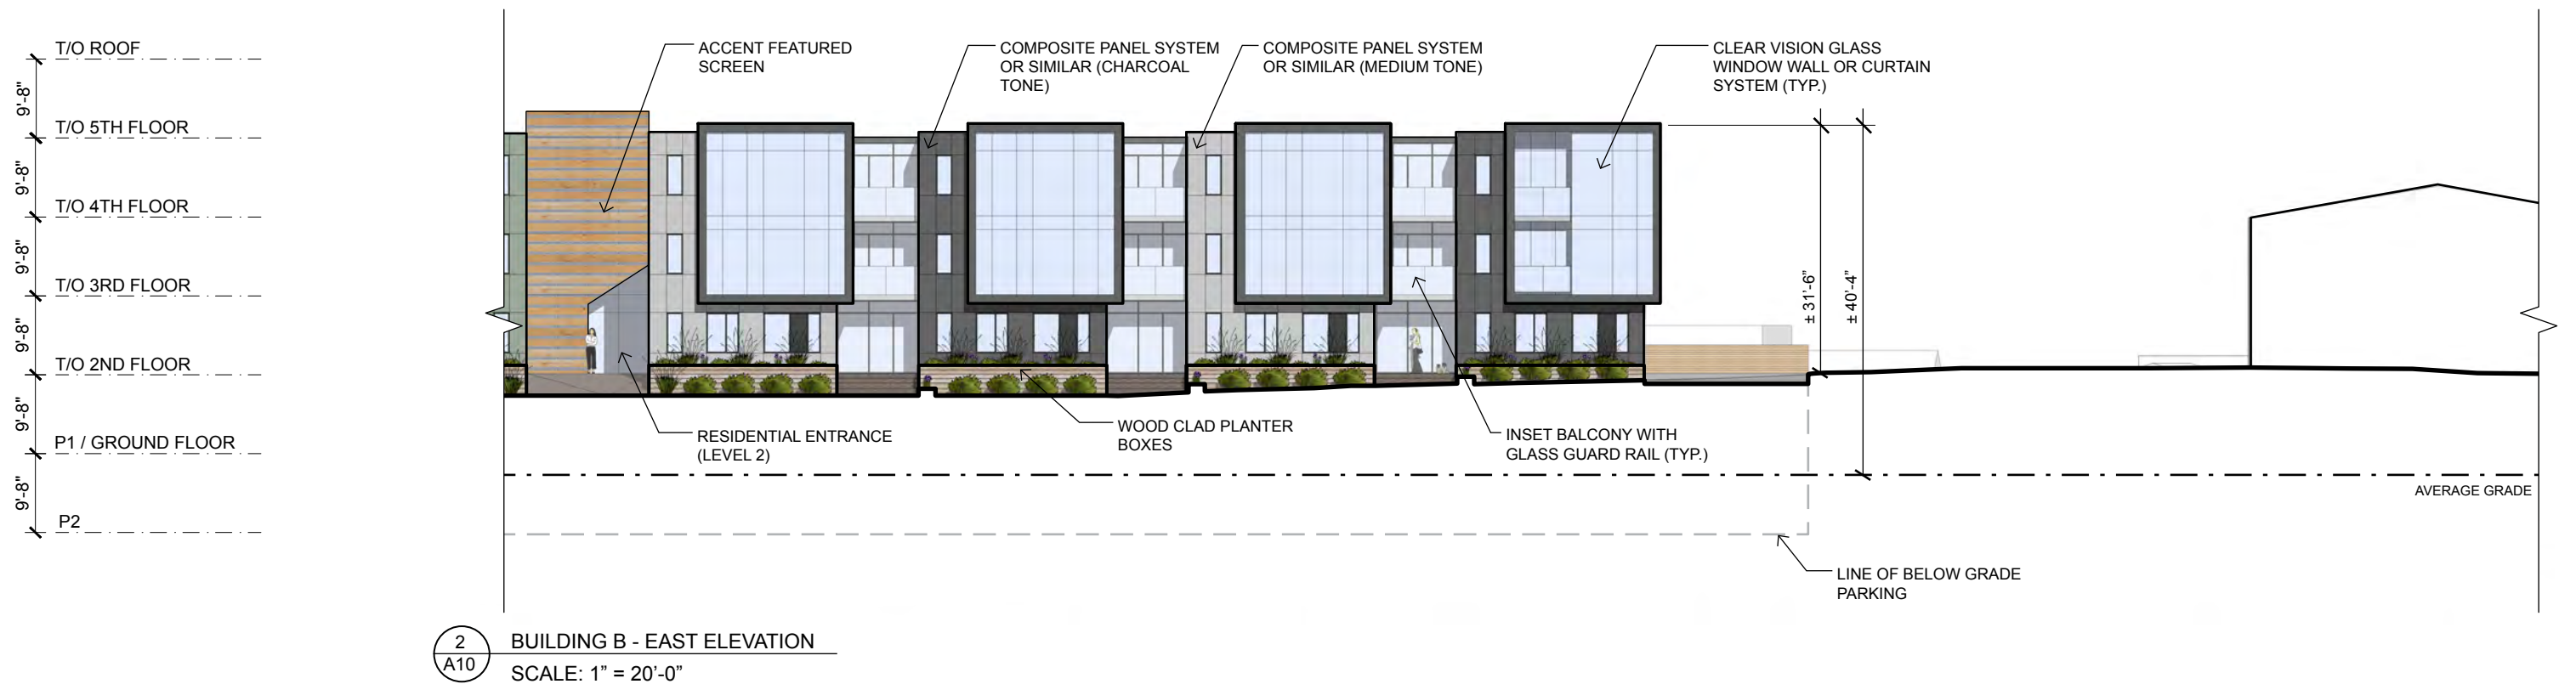 T/O ROOF
9'-8"
T/O 5TH FLOOR
9'-8"
T/O 4TH FLOOR
9'-8"
T/O 3RD FLOOR
9'-8"
T/O 2ND FLOOR
9'-8"
P1 / GROUND FLOOR
9'-8"
P2
ACCENT FEATURED
SCREEN
COMPOSITE PANEL SYSTEM
OR SIMILAR (CHARCOAL
TONE)
COMPOSITE PANEL SYSTEM
OR SIMILAR (MEDIUM TONE)
CLEAR VISION GLASS
WINDOW WALL OR CURTAIN
SYSTEM (TYP.)
± 31'-6"
± 40'-4"
RESIDENTIAL ENTRANCE
(LEVEL 2)
WOOD CLAD PLANTER
BOXES
INSET BALCONY WITH
GLASS GUARD RAIL (TYP.)
AVERAGE GRADE
LINE OF BELOW GRADE
PARKING
2
A10
BUILDING B - EAST ELEVATION
SCALE: 1” = 20’-0”